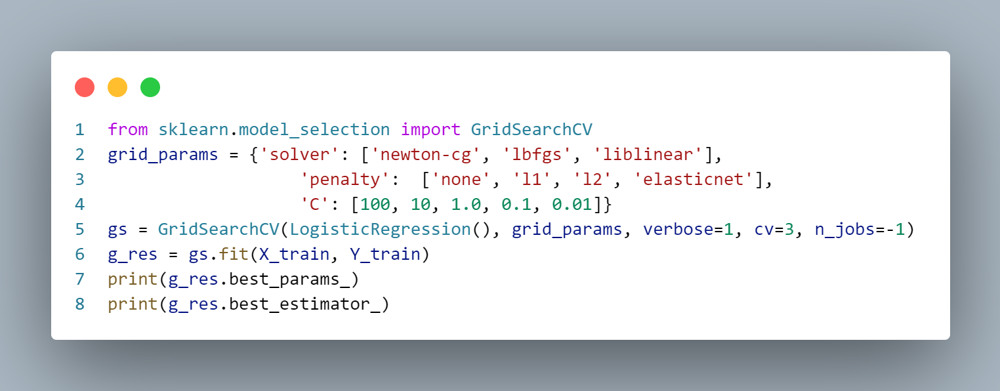 1 from sklearn.model_selection import GridSearchCV
2 grid_params = {'solver': ['newton-cg', 'lbfgs', 'liblinear'],
3                    'penalty':  ['none', 'l1', 'l2', 'elasticnet'],
4                    'C': [100, 10, 1.0, 0.1, 0.01]}
5 gs = GridSearchCV(LogisticRegression(), grid_params, verbose=1, cv=3, n_jobs=-1)
6 g_res = gs.fit(X_train, Y_train)
7 print(g_res.best_params_)
8 print(g_res.best_estimator_)